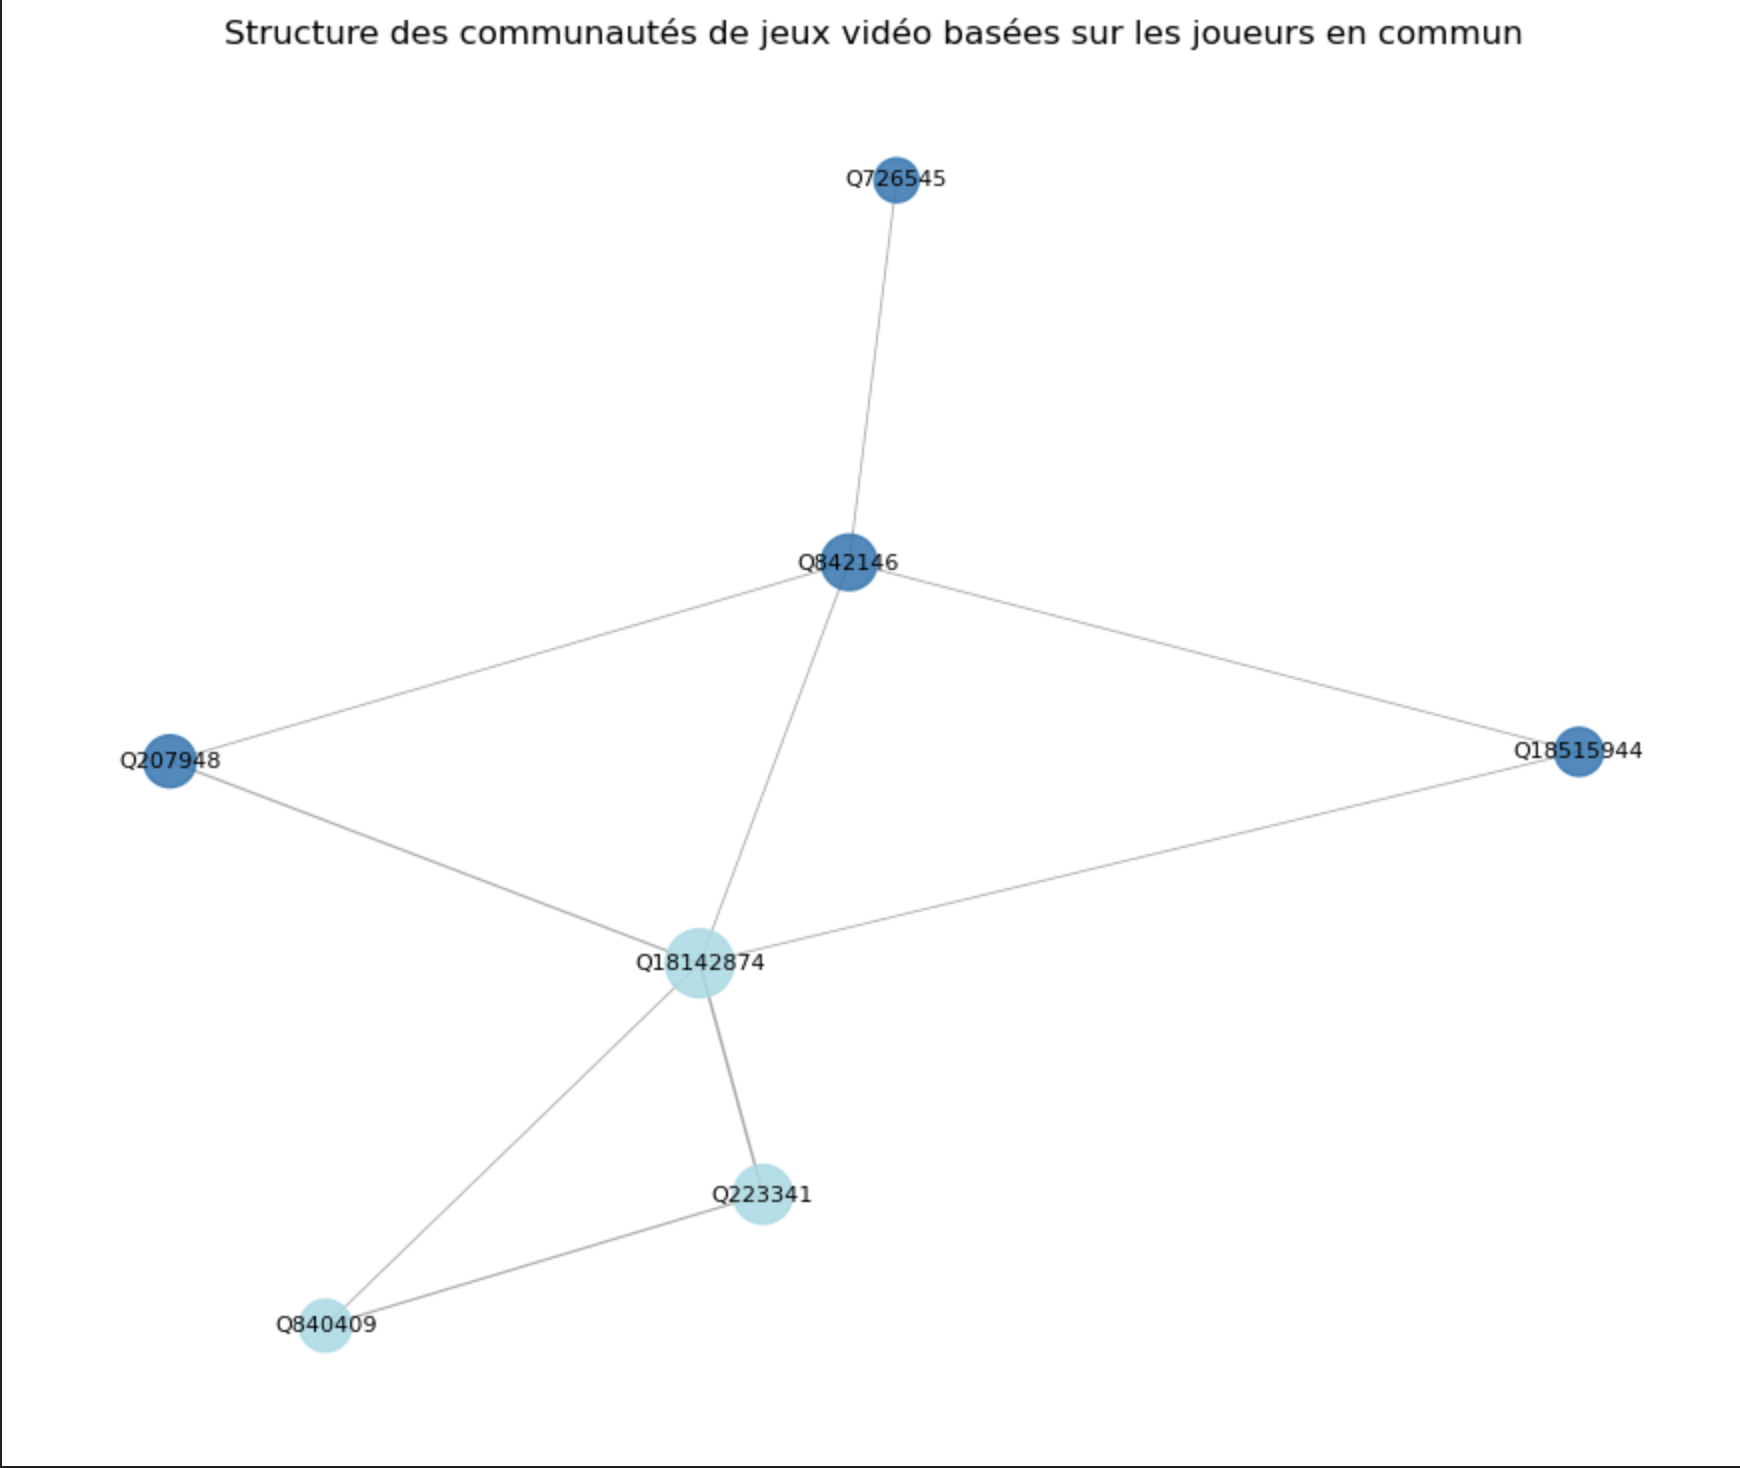 Structure des communautés de jeux vidéo basées sur les joueurs en commun
Q726545
Q842146
Q207948
Q18515944
Q18142874
Q223341
Q840409